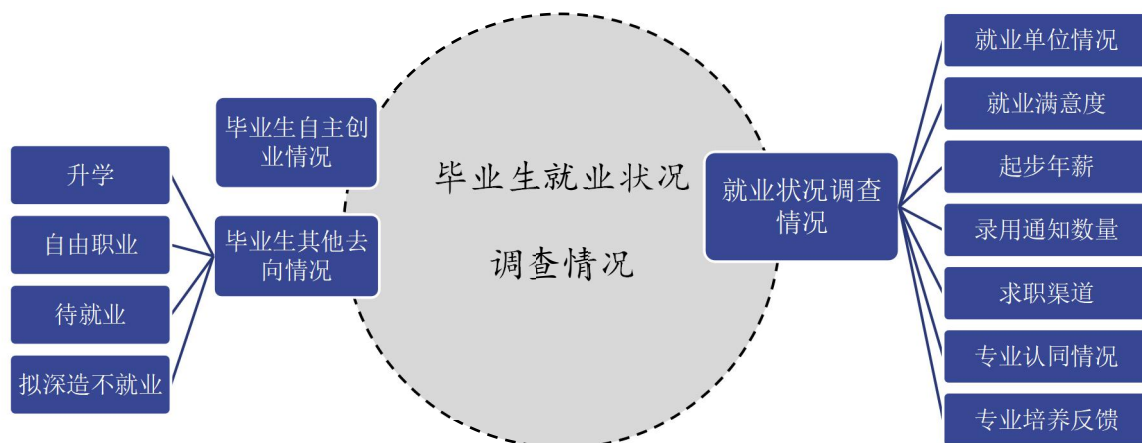 毕业生就业状况
调查情况
毕业生自主创
业情况
毕业生其他去
向情况
升学
自由职业
待就业
拟深造不就业
就业状况调查
情况
就业单位情况
就业满意度
起步年薪
录用通知数量
求职渠道
专业认同情况
专业培养反馈